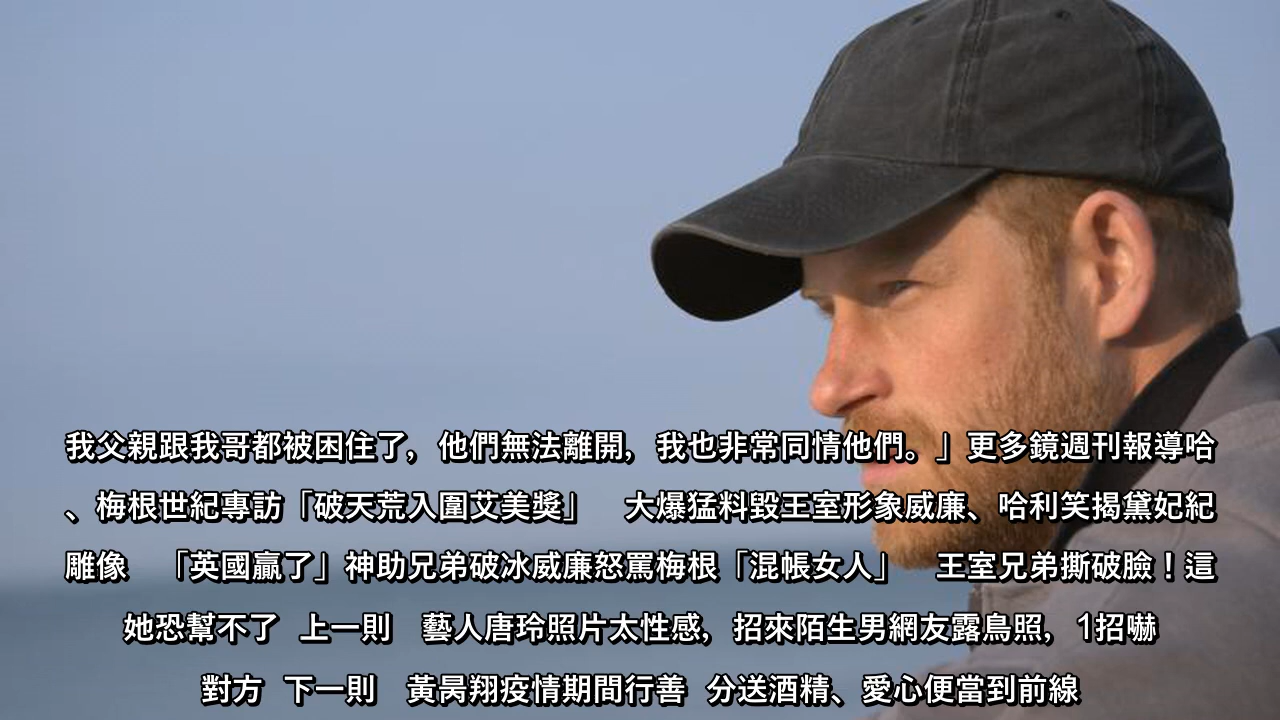 我父親跟我哥都被困住了，他們無法離開，我也非常同情他們。」更多鏡週刊報導哈
、梅根世紀專訪「破天荒入圍艾美獎」　大爆猛料毀王室形象威廉、哈利笑揭黛妃紀
雕像　「英國贏了」神助兄弟破冰威廉怒罵梅根「混帳女人」　王室兄弟撕破臉！這
她恐幫不了 上一則　藝人唐玲照片太性感，招來陌生男網友露鳥照，1招嚇
對方 下一則　黃昺翔疫情期間行善 分送酒精、愛心便當到前線